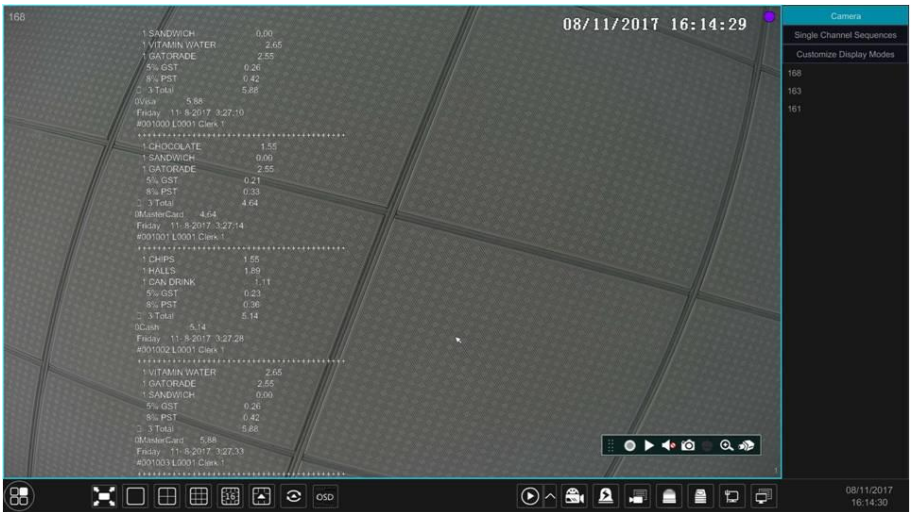 168
08/11/2017 16:14:29
1 SANDWICH 0.00
1 VITAMIN WATER 2.65
1 GATORADE 2.55
5% GST 0.26
8% PST 0.42
3 Total 5.88
0Visa 5.88
Friday 11- 8-2017 3:27:10
#001000 L0001 Clerk 1
++++++++++++++++++++++++++++++++++++++
1 CHOCOLATE 1.55
1 SANDWICH 0.00
1 GATORADE 2.55
5% GST 0.21
8% PST 0.33
3 Total 4.64
0MasterCard 4.64
Friday 11- 8-2017 3:27:14
#001001 L0001 Clerk 1
++++++++++++++++++++++++++++++++++++++
1 CHIPS 1.55
1 HALLS 1.89
1 CAN DRINK 1.11
5% GST 0.23
8% PST 0.36
3 Total 5.14
0Cash 5.14
Friday 11- 8-2017 3:27:28
#001002 L0001 Clerk 1
++++++++++++++++++++++++++++++++++++++
1 VITAMIN WATER 2.65
1 GATORADE 2.55
1 SANDWICH 0.00
5% GST 0.26
8% PST 0.42
3 Total 5.88
0MasterCard 5.88
Friday 11- 8-2017 3:27:33
#001003 L0001 Clerk 1
++++++++++++++++++++++++++++++++++++++
1
Camera
Single Channel Sequences
Customize Display Modes
168
163
161
16
OSD
08/11/2017
16:14:30